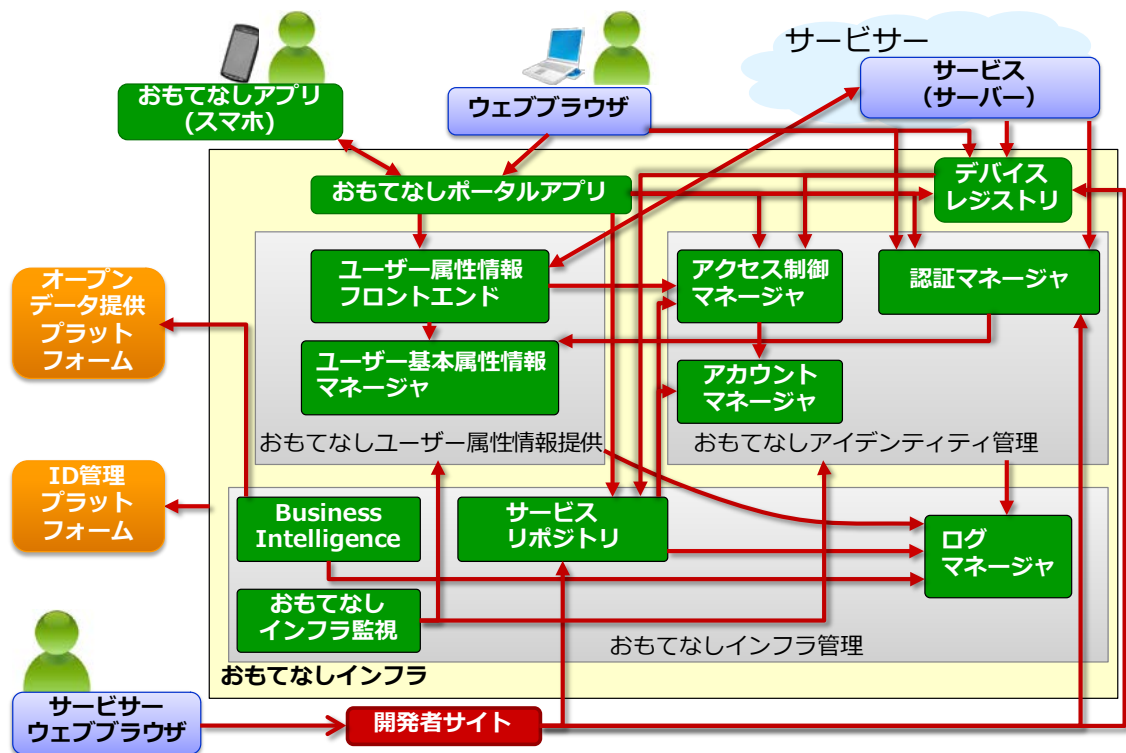 サービサー
おもてなしアプリ
(スマホ)
ウェブブラウザ
サービス
(サーバー)
おもてなしポータルアプリ
デバイス
レジストリ
ユーザー属性情報
フロントエンド
アクセス制御
マネージャ
認証マネージャ
オープン
データ提供
プラット
フォーム
ユーザー基本属性情報
マネージャ
アカウント
マネージャ
おもてなしユーザー属性情報提供
おもてなしアイデンティティ管理
ID管理
プラット
フォーム
Business
Intelligence
サービス
リポジトリ
ログ
マネージャ
おもてなし
インフラ監視
おもてなしインフラ管理
おもてなしインフラ
サービサー
ウェブブラウザ
開発者サイト